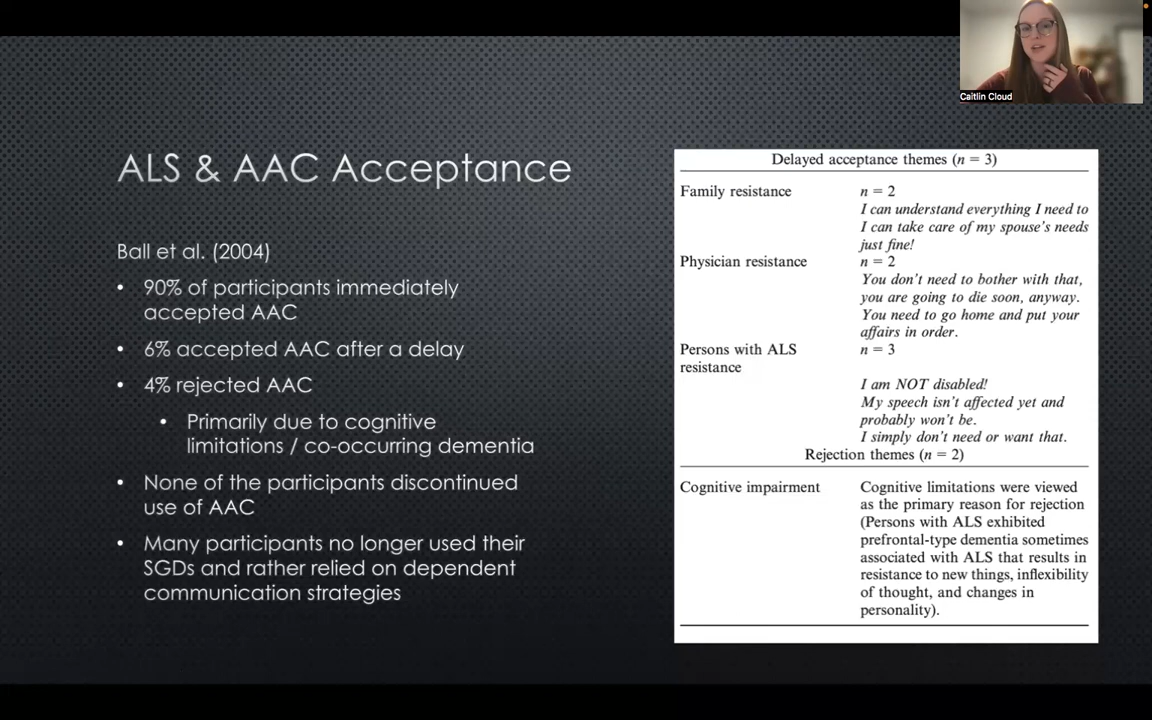 Caitlin Cloud
ALS & AAC Acceptance
Ball et al. (2004)
• 90% of participants immediately
accepted AAC
• 6% accepted AAC after a delay
• 4% rejected AAC
• Primarily due to cognitive
limitations / co-occurring dementia
• None of the participants discontinued
use of AAC
• Many participants no longer used their
SGDs and rather relied on dependent
communication strategies
Delayed acceptance themes (n = 3)
Family resistance n = 2
I can understand everything I need to
I can take care of my spouse's needs
just fine!
Physician resistance n = 2
You don't need to bother with that,
you are going to die soon, anyway.
You need to go home and put your
affairs in order.
Persons with ALS n = 3
resistance
I am NOT disabled!
My speech isn't affected yet and
probably won't be.
I simply don't need or want that.
Rejection themes (n = 2)
Cognitive impairment Cognitive limitations were viewed
as the primary reason for rejection
(Persons with ALS exhibited
prefrontal-type dementia sometimes
associated with ALS that results in
resistance to new things, inflexibility
of thought, and changes in
personality).